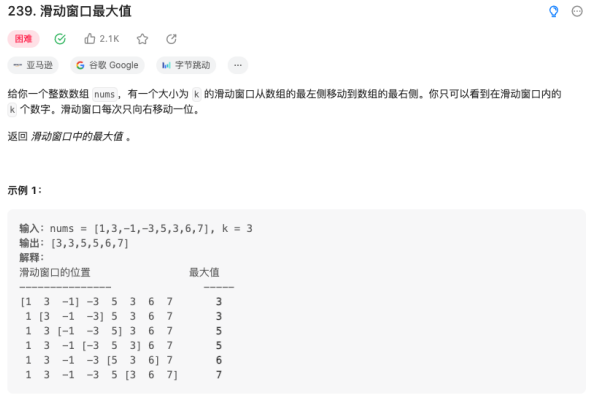 239. 滑动窗口最大值
困难 2.1K
亚马逊 谷歌 Google 字节跳动 ···
给你一个整数数组 nums，有一个大小为 k 的滑动窗口从数组的最左侧移动到数组的最右侧。你只可以看到在滑动窗口内的
k 个数字。滑动窗口每次只向右移动一位。
返回 滑动窗口中的最大值 。
示例 1：
输入：nums = [1,3,-1,-3,5,3,6,7], k = 3
输出：[3,3,5,5,6,7]
解释：
滑动窗口的位置 最大值
--------------- -----
[1 3 -1] -3 5 3 6 7 3
1 [3 -1 -3] 5 3 6 7 3
1 3 [-1 -3 5] 3 6 7 5
1 3 -1 [-3 5 3] 6 7 5
1 3 -1 -3 [5 3 6] 7 6
1 3 -1 -3 5 [3 6 7] 7